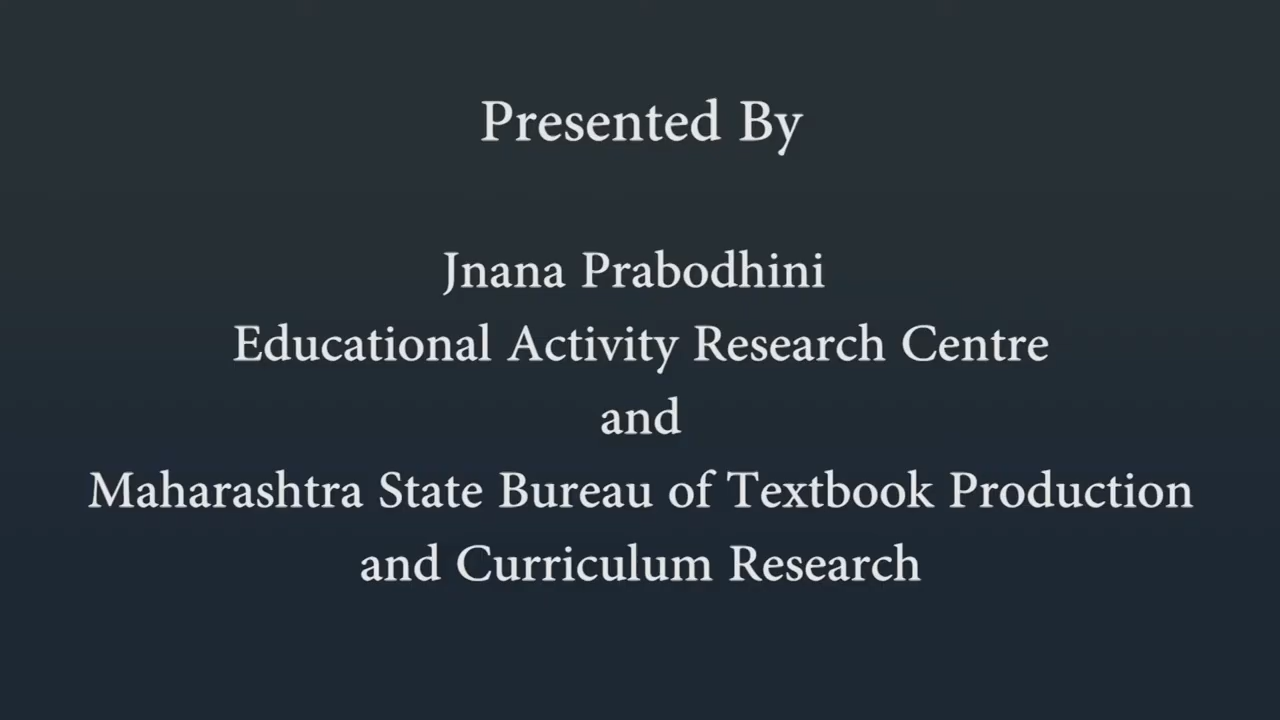 Presented By
Jnana Prabodhini
Educational Activity Research Centre
and
Maharashtra State Bureau of Textbook Production
and Curriculum Research